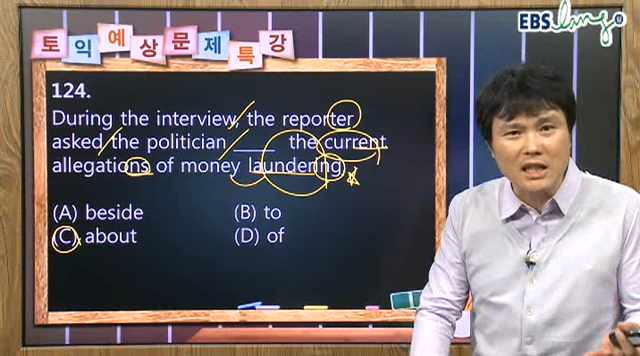 EBS lang
토익예상문제특강
124.
During the interview, the reporter
asked the politician ____ the current
allegations of money laundering.
(A) beside
(B) to
(C) about
(D) of